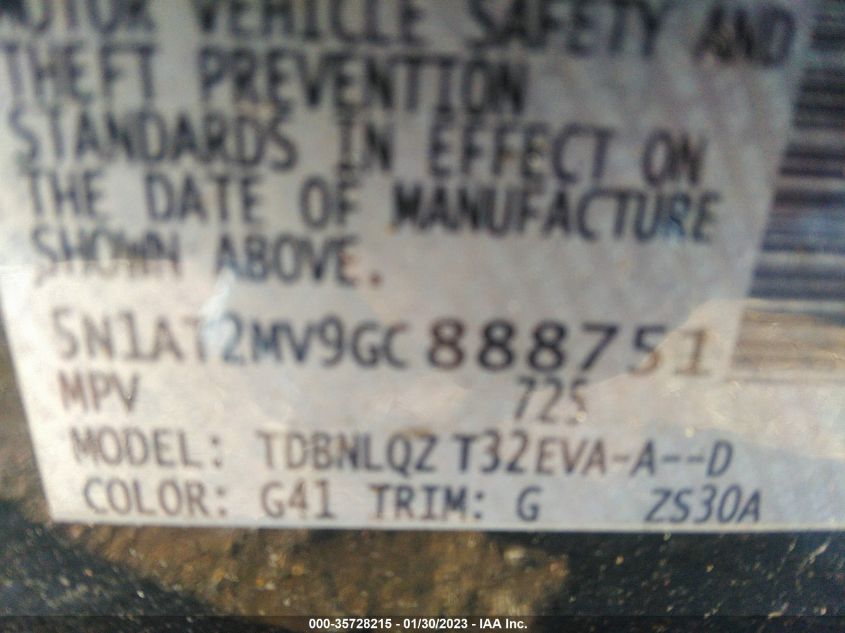 MOTOR VEHICLE SAFETY AND
THEFT PREVENTION
STANDARDS IN EFFECT ON
THE DATE OF MANUFACTURE
SHOWN ABOVE.
5N1AT2MV9GC888751
MPV 725
MODEL: TDBNLQZ T32EVA-A--D
COLOR: G41 TRIM: G ZS30A
000-35728215 - 01/30/2023 - IAA Inc.